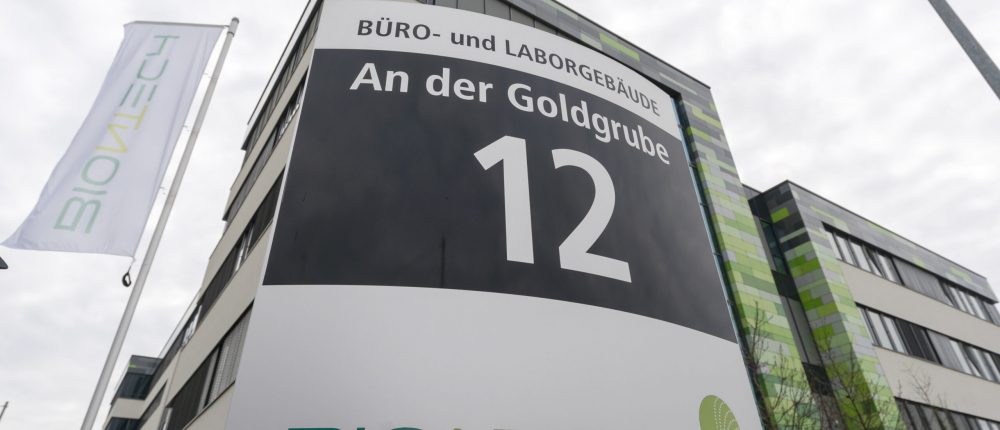 BÜRO- und LABORGEBÄUDE
An der Goldgrube
12
BIONTECH